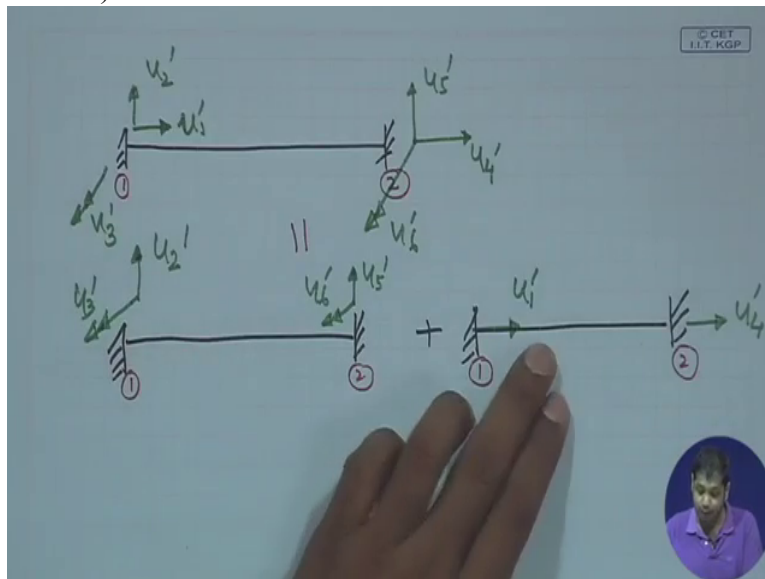 © CET
I.I.T. KGP
u₂'
u₁'
u₅'
u₄'
①
②
u₃'
u₆'
||
u₂'
u₃'
u₆'
u₅'
+
u₁'
u₄'
①
②
①
②